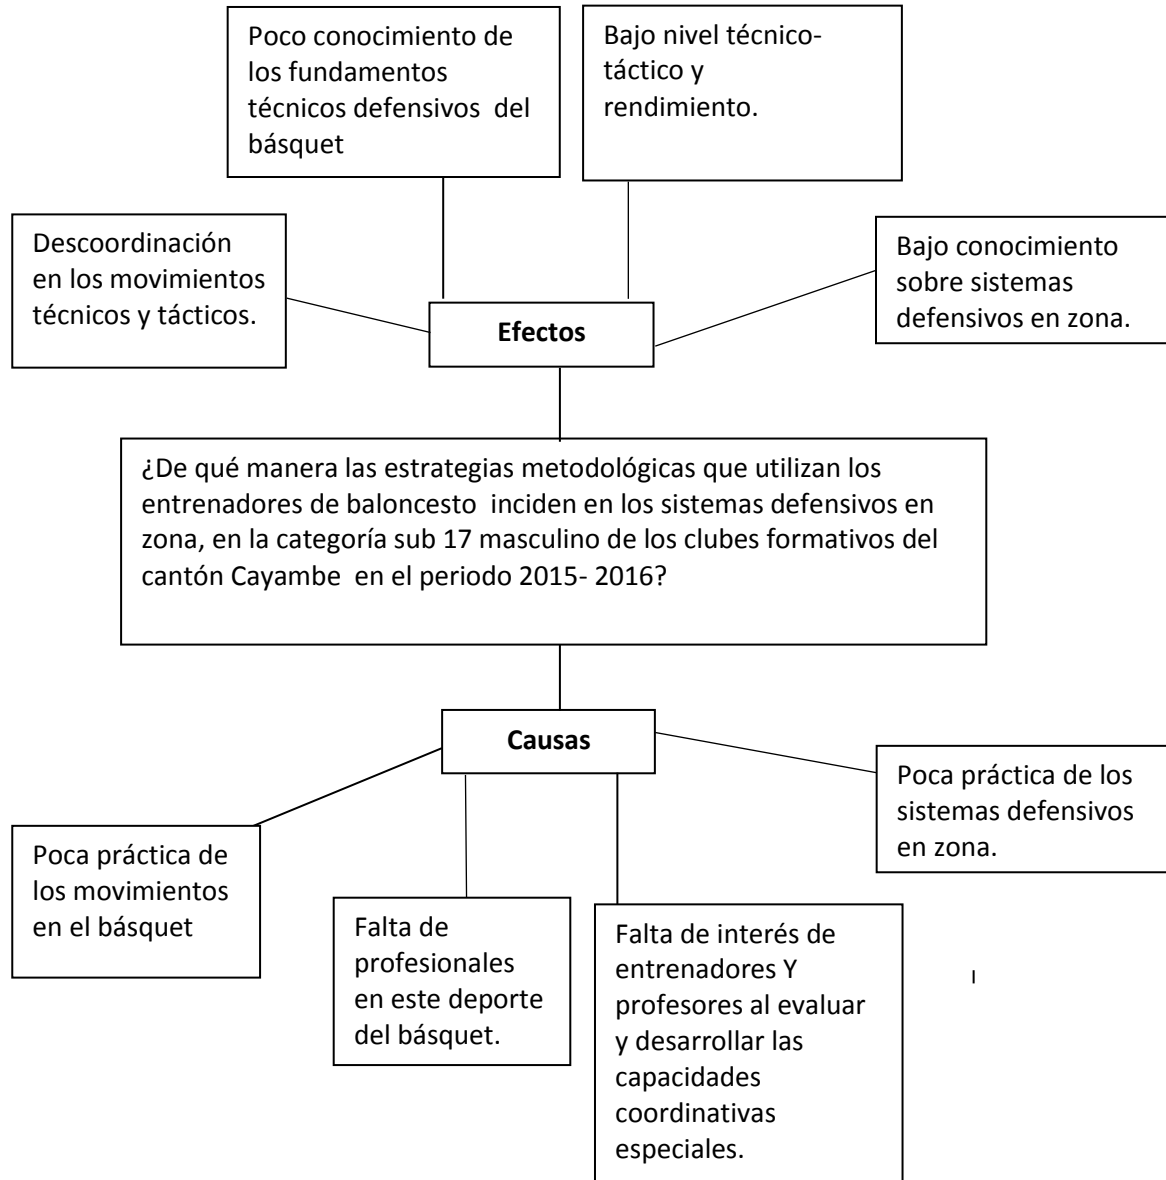 Poco conocimiento de
los fundamentos
técnicos defensivos del
básquet
Bajo nivel técnico-
táctico y
rendimiento.
Descoordinación
en los movimientos
técnicos y tácticos.
Bajo conocimiento
sobre sistemas
defensivos en zona.
Efectos
¿De qué manera las estrategias metodológicas que utilizan los
entrenadores de baloncesto inciden en los sistemas defensivos en
zona, en la categoría sub 17 masculino de los clubes formativos del
cantón Cayambe en el periodo 2015- 2016?
Causas
Poca práctica de los
sistemas defensivos
en zona.
Poca práctica de
los movimientos
en el básquet
Falta de
profesionales
en este deporte
del básquet.
Falta de interés de
entrenadores Y
profesores al evaluar
y desarrollar las
capacidades
coordinativas
especiales.